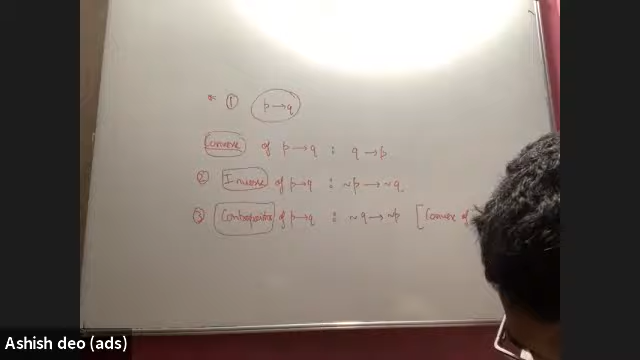 * ① p→q
Converse of p→q : q→p
② Inverse of p→q : ~p→~q
③ Contrapositive of p→q : ~q→~p [Converse of
Ashish deo (ads)